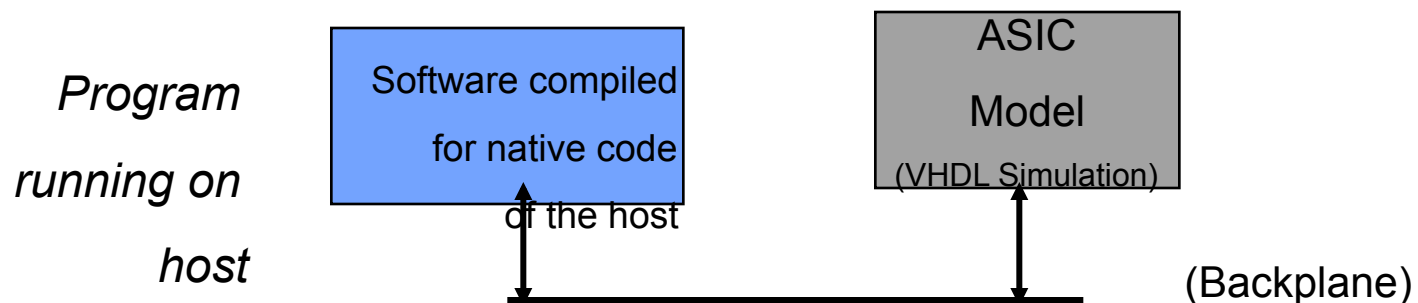 Program
running on
host
Software compiled
for native code
of the host
ASIC
Model
(VHDL Simulation)
(Backplane)